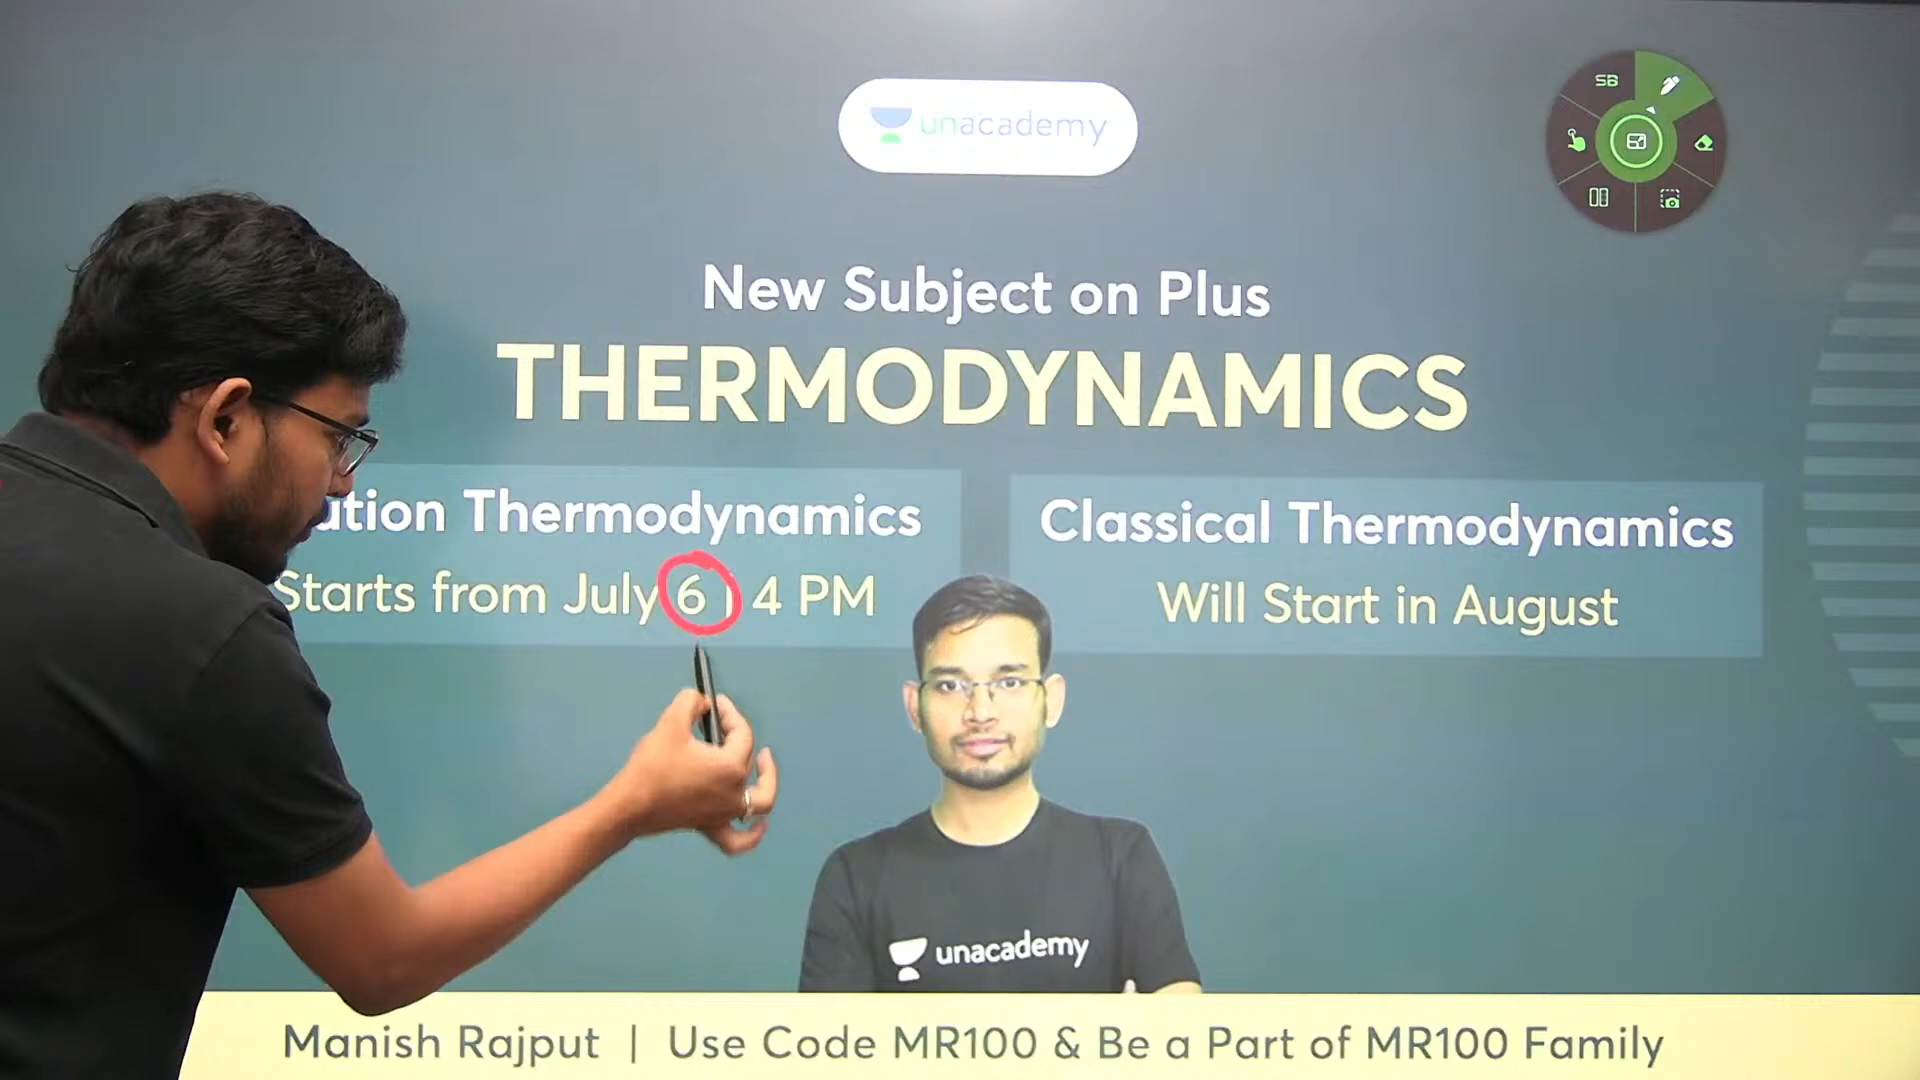 SB
unacademy
New Subject on Plus
THERMODYNAMICS
Thermodynamics
Starts from July 6 | 4 PM
Classical Thermodynamics
Will Start in August
unacademy
Manish Rajput | Use Code MR100 & Be a Part of MR100 Family